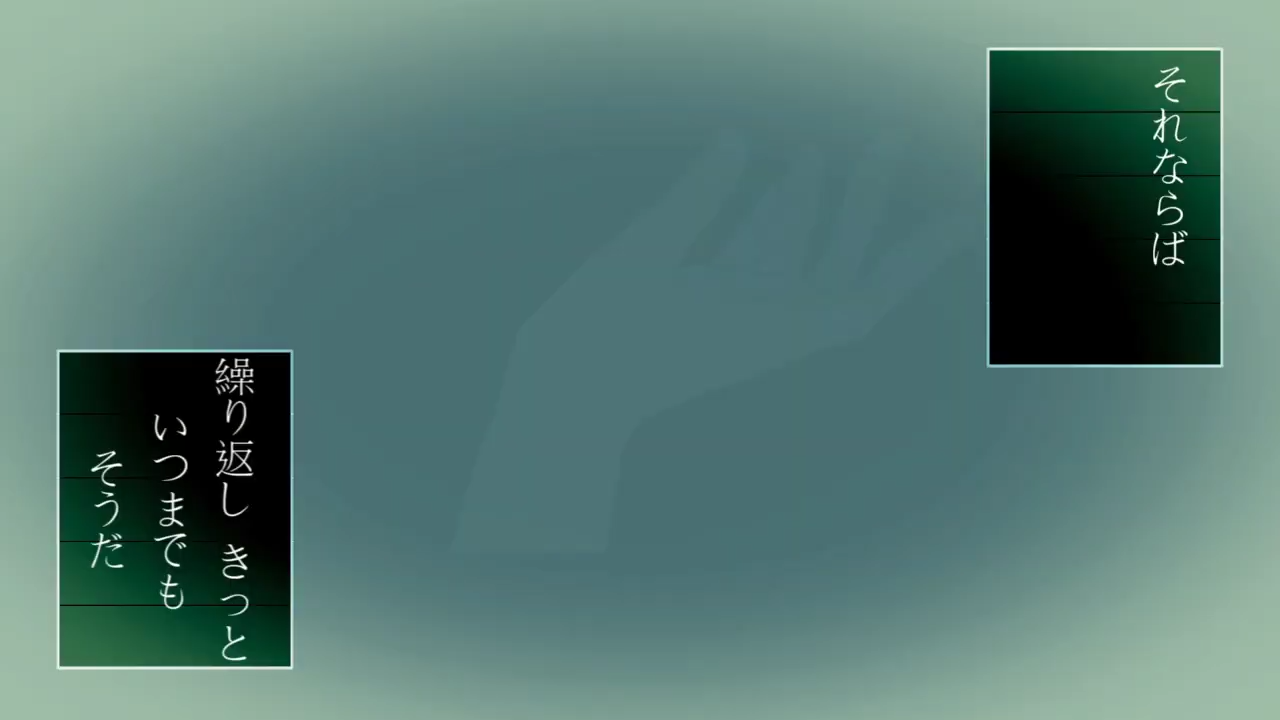 それならば
繰り返し きっと
いつまでも
そうだ